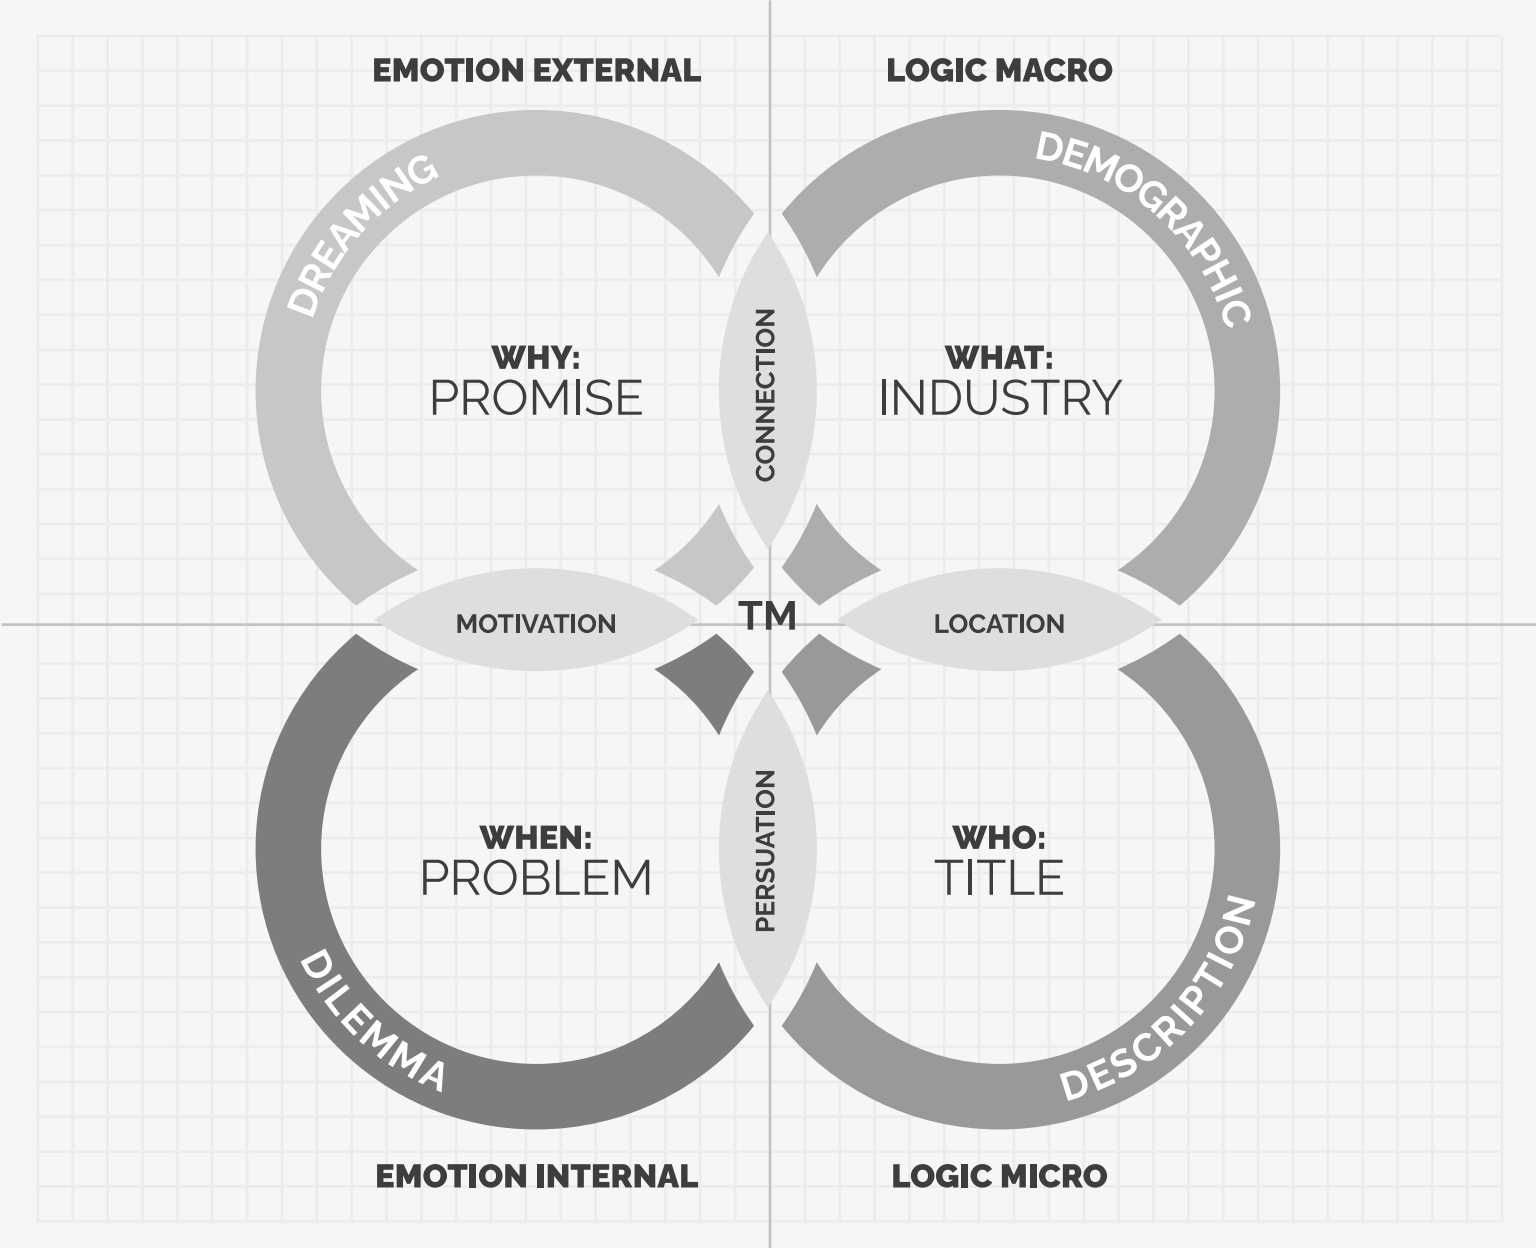 EMOTION EXTERNAL
LOGIC MACRO
DREAMING
DEMOGRAPHIC
WHY:
PROMISE
CONNECTION
WHAT:
INDUSTRY
MOTIVATION
TM
LOCATION
WHEN:
PROBLEM
PERSUATION
WHO:
TITLE
DILEMMA
DESCRIPTION
EMOTION INTERNAL
LOGIC MICRO